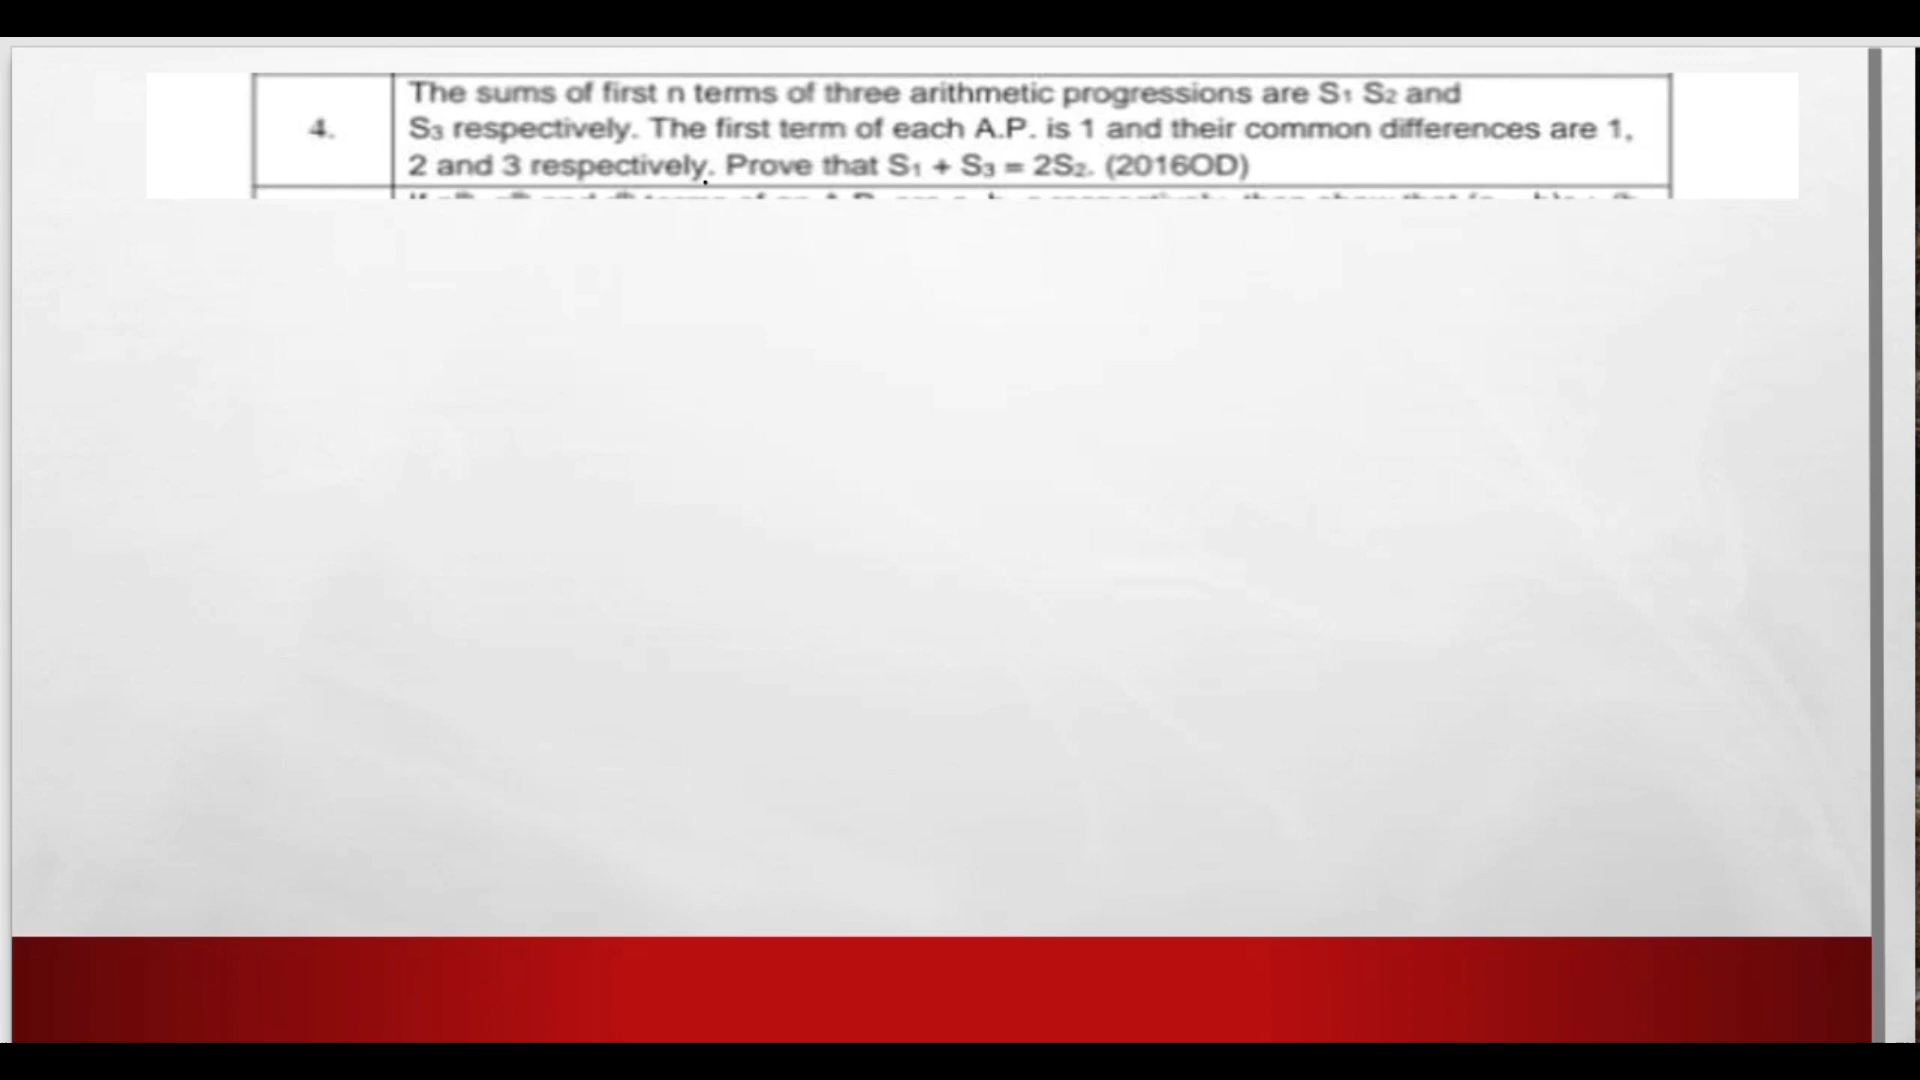 The sums of first n terms of three arithmetic progressions are S₁ S₂ and
4. S₃ respectively. The first term of each A.P. is 1 and their common differences are 1,
2 and 3 respectively. Prove that S₁ + S₃ = 2S₂. (2016OD)